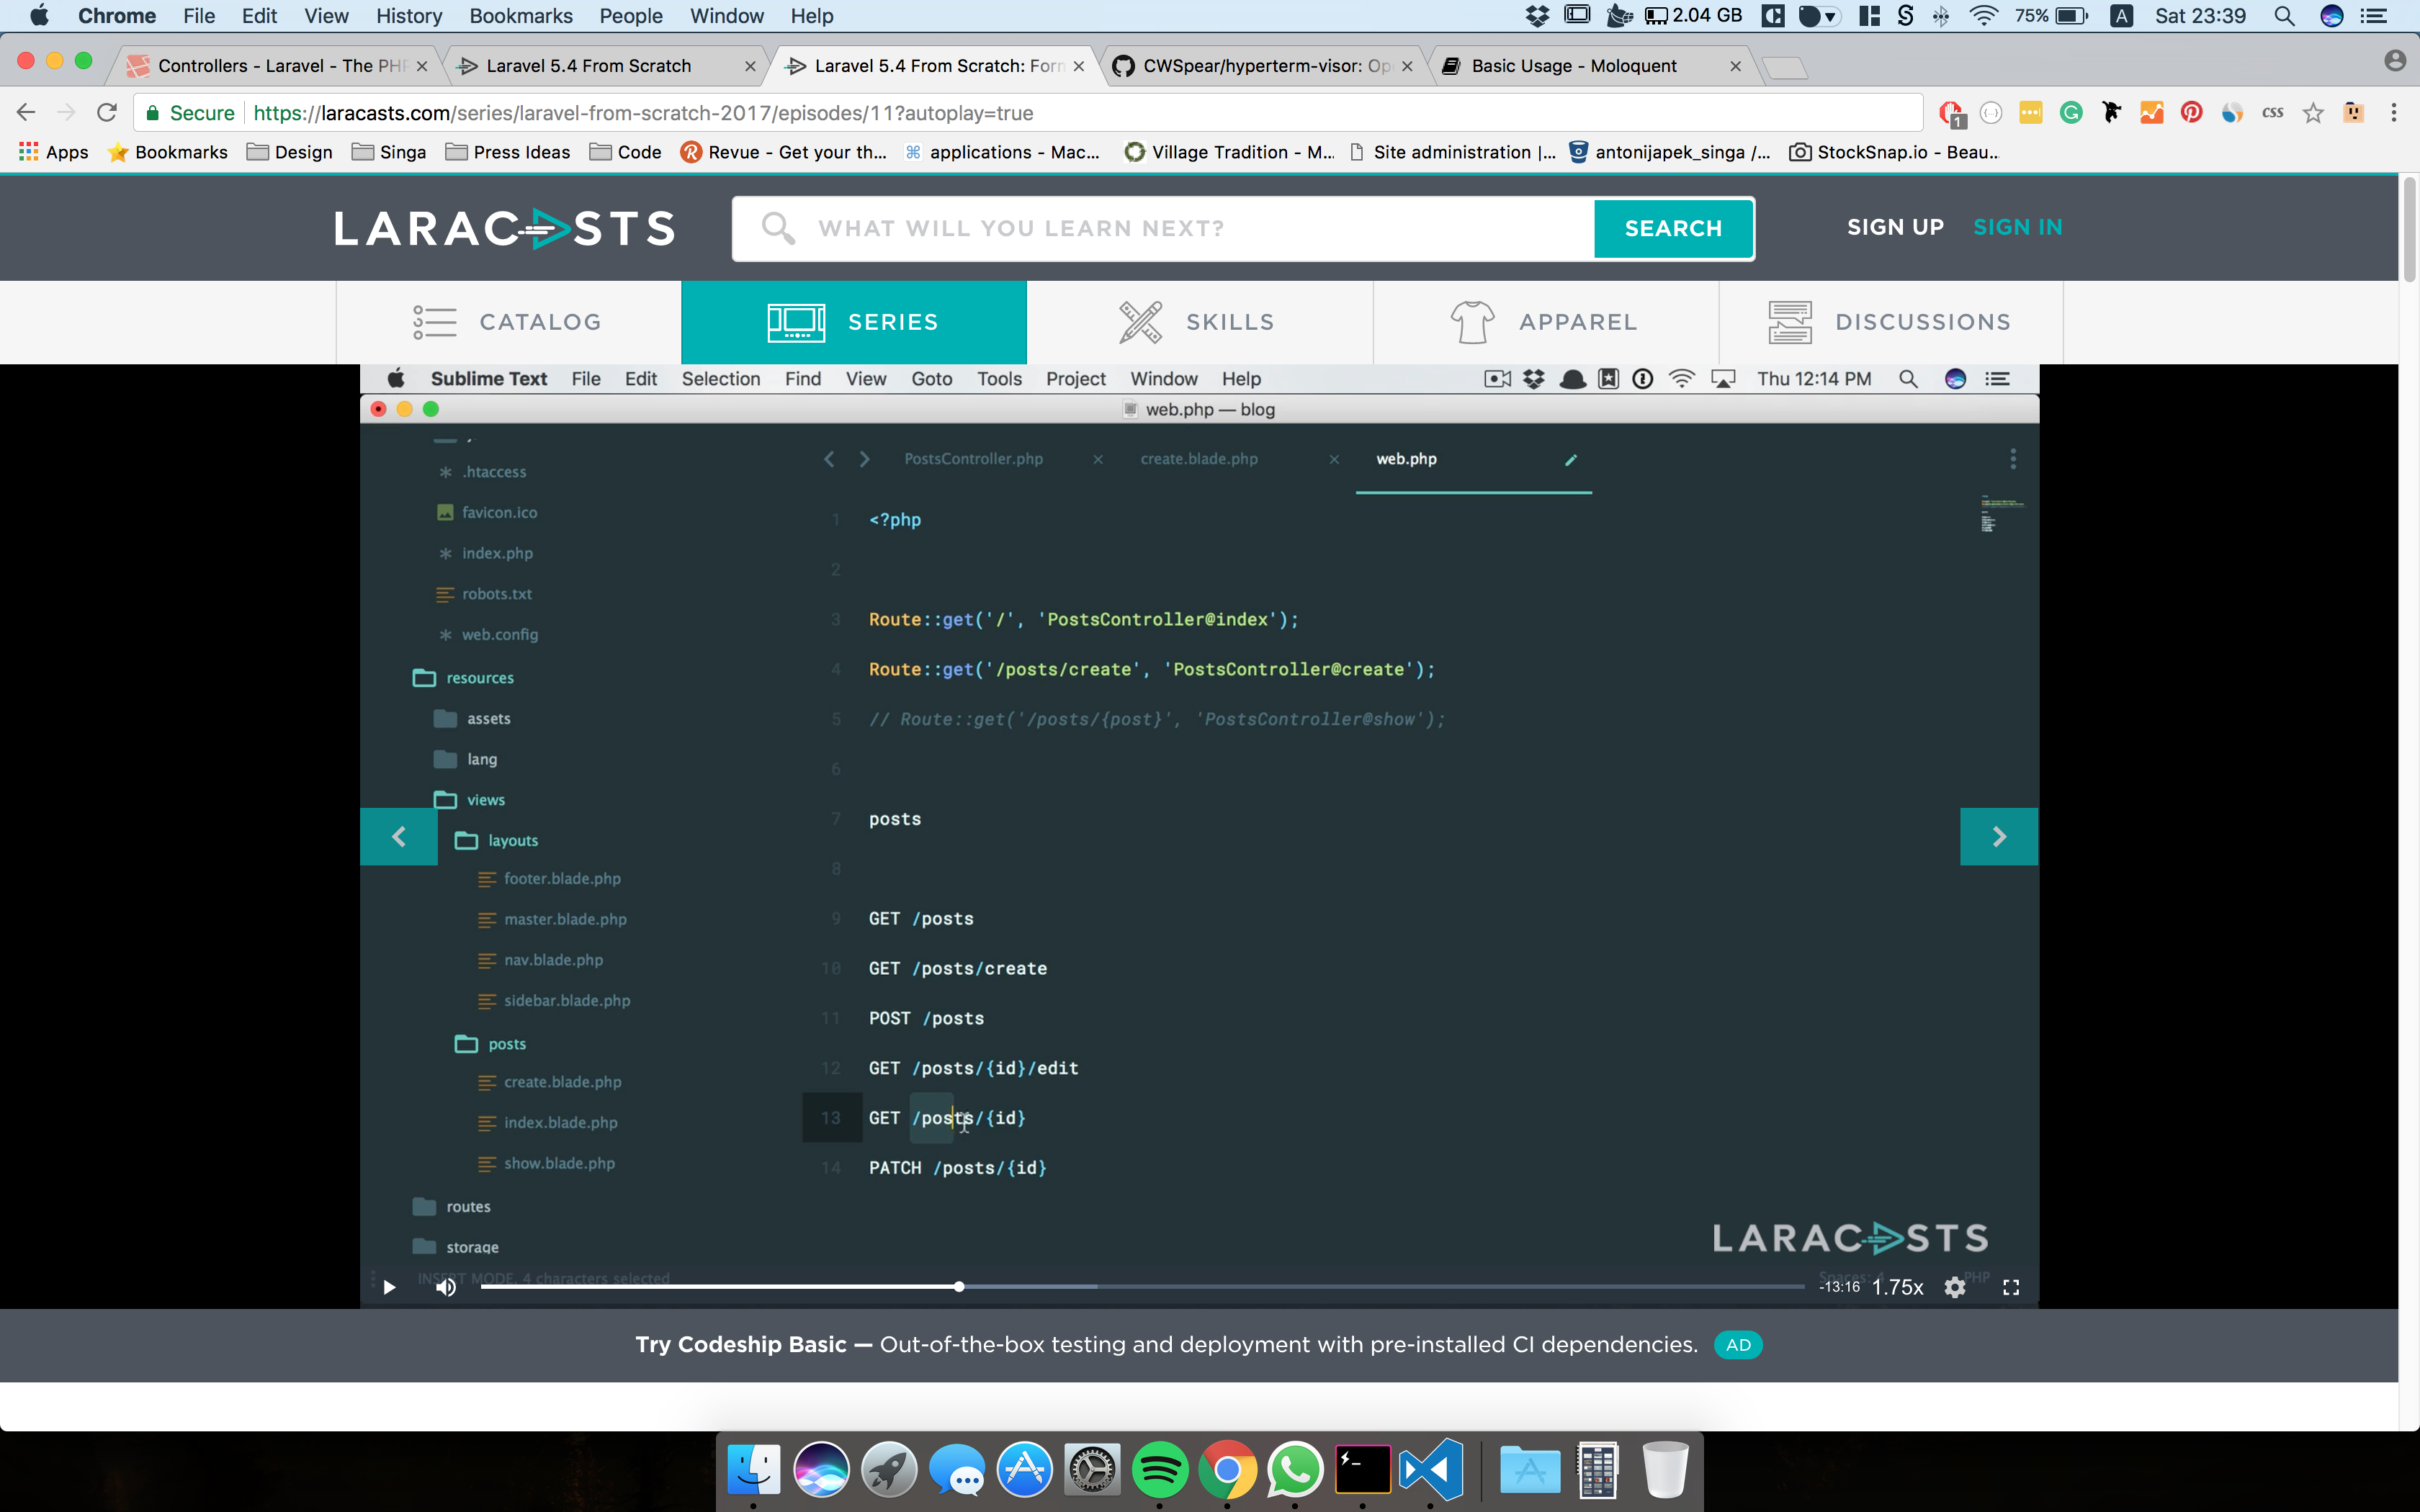 Chrome File Edit View History Bookmarks People Window Help 2.04 GB 75% A Sat 23:39
Controllers - Laravel - The PHP
Laravel 5.4 From Scratch
Laravel 5.4 From Scratch: Forr
CWSpear/hyperterm-visor: Op
Basic Usage - Moloquent
Secure https://laracasts.com/series/laravel-from-scratch-2017/episodes/11?autoplay=true 1 css
Apps Bookmarks Design Singa Press Ideas Code Revue - Get your th... applications - Mac... Village Tradition - M... Site administration |... antonijapek_singa /... StockSnap.io - Beau...
LARACASTS WHAT WILL YOU LEARN NEXT? SEARCH SIGN UP SIGN IN
CATALOG SERIES SKILLS APPAREL DISCUSSIONS
Sublime Text File Edit Selection Find View Goto Tools Project Window Help Thu 12:14 PM
web.php — blog
.htaccess
favicon.ico
index.php
robots.txt
web.config
resources
assets
lang
views
layouts
footer.blade.php
master.blade.php
nav.blade.php
sidebar.blade.php
posts
create.blade.php
index.blade.php
show.blade.php
routes
storage
PostsController.php create.blade.php web.php
1 <?php
2
3 Route::get('/', 'PostsController@index');
4 Route::get('/posts/create', 'PostsController@create');
5 // Route::get('/posts/{post}', 'PostsController@show');
6
7 posts
8
9 GET /posts
10 GET /posts/create
11 POST /posts
12 GET /posts/{id}/edit
13 GET /posts/{id}
14 PATCH /posts/{id}
LARACASTS
INSERT MODE, 4 characters selected Spaces: 4 PHP
-13:16 1.75x
Try Codeship Basic — Out-of-the-box testing and deployment with pre-installed CI dependencies. AD